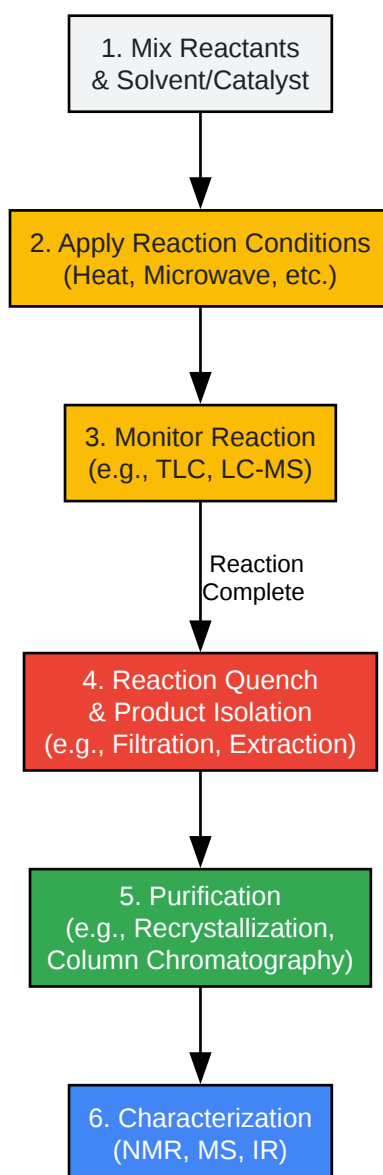 1. Mix Reactants
& Solvent/Catalyst
2. Apply Reaction Conditions
(Heat, Microwave, etc.)
3. Monitor Reaction
(e.g., TLC, LC-MS)
Reaction
Complete
4. Reaction Quench
& Product Isolation
(e.g., Filtration, Extraction)
5. Purification
(e.g., Recrystallization,
Column Chromatography)
6. Characterization
(NMR, MS, IR)